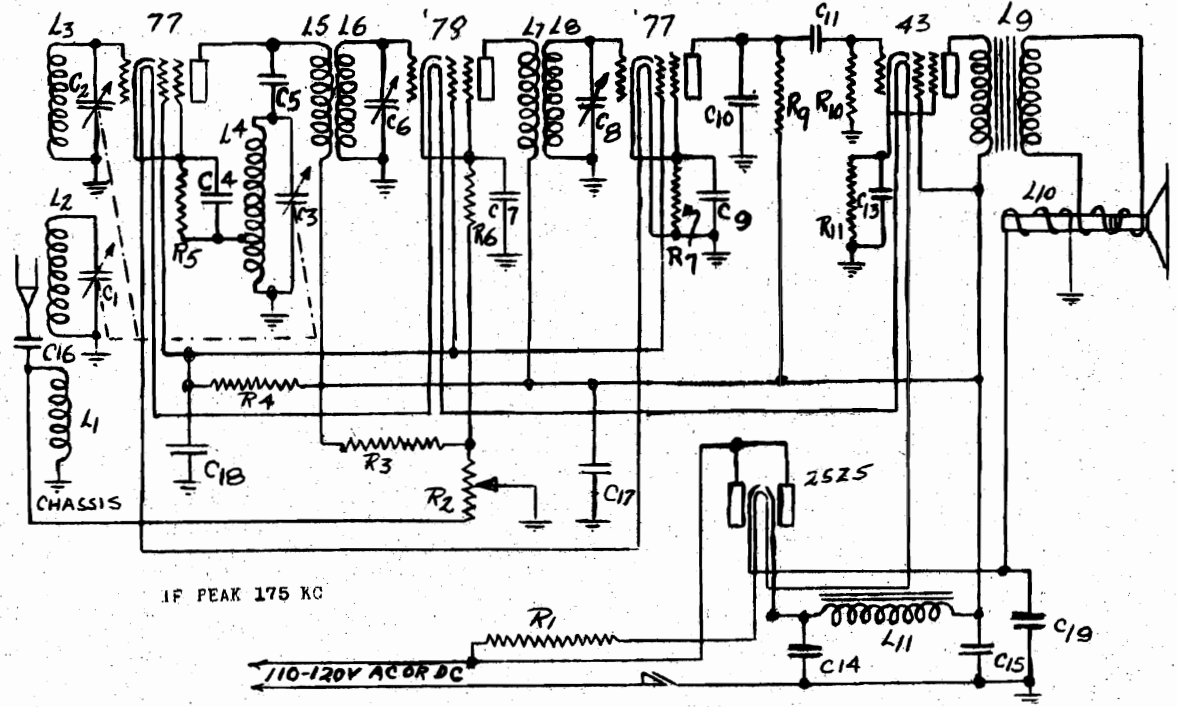 L3
77
L5
L6
'78
L7
L8
'77
C11
43
L9
C2
C5
C6
C8
C10
R9
R10
L4
C4
C3
R5
R6
C7
R7
C9
R11
C13
L10
L2
C1
C16
L1
CHASSIS
R4
C18
R3
R2
C17
25Z5
IF PEAK 175 KC
R1
L11
C14
C15
C19
110-120V AC OR DC